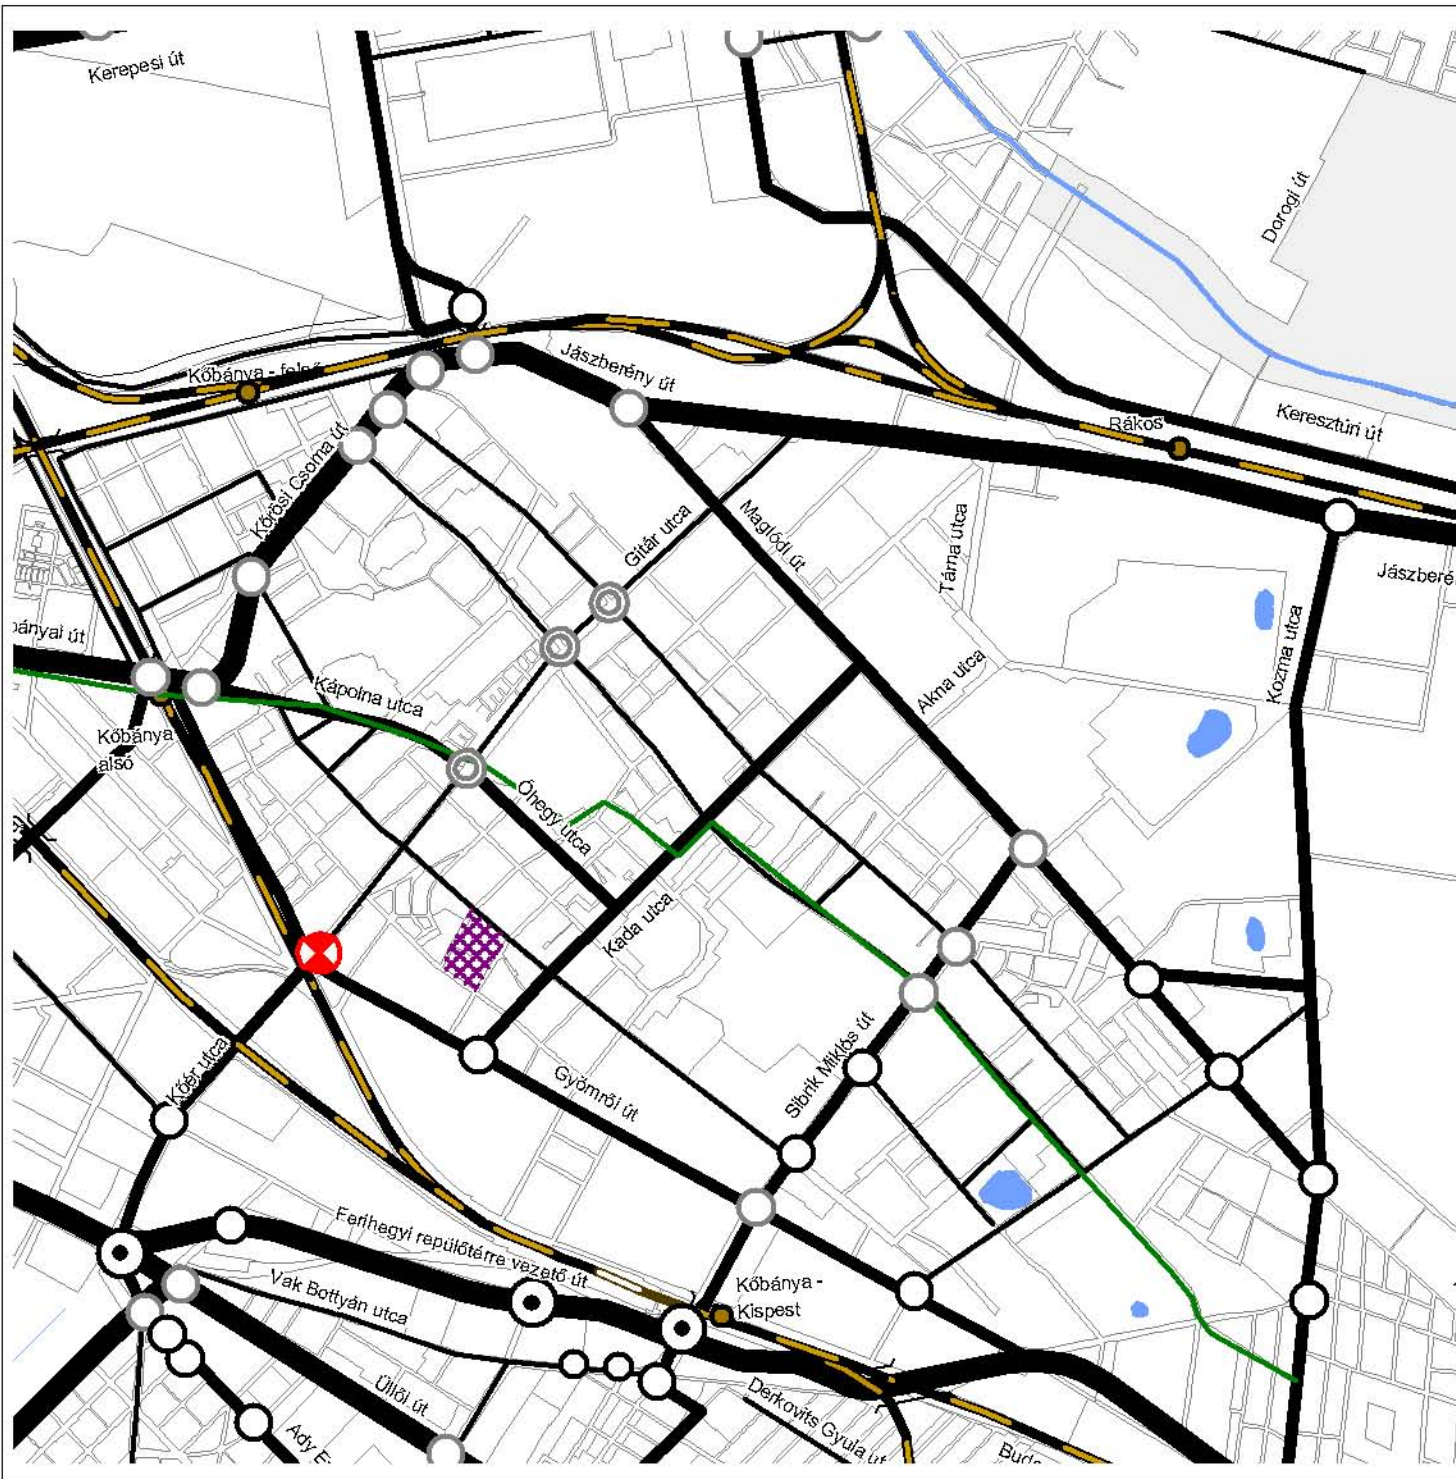 Kerepesi út
Dorogi út
Jászberény út
Kőbánya - felső
Keresztúri út
Rákos
Kőrösi Csoma út
Gitár utca
Maglódi út
Tárna utca
Jászberé
bányai út
Kozma utca
Akna utca
Kápolna utca
Kőbánya
alsó
Óhegy utca
Kada utca
Sibrik Miklós út
Kőér utca
Gyömrői út
Ferihegyi repülőtérre vezető út
Kőbánya -
Kispest
Vak Bottyán utca
Üllői út
Derkovits Gyula út
Ady E
Buda